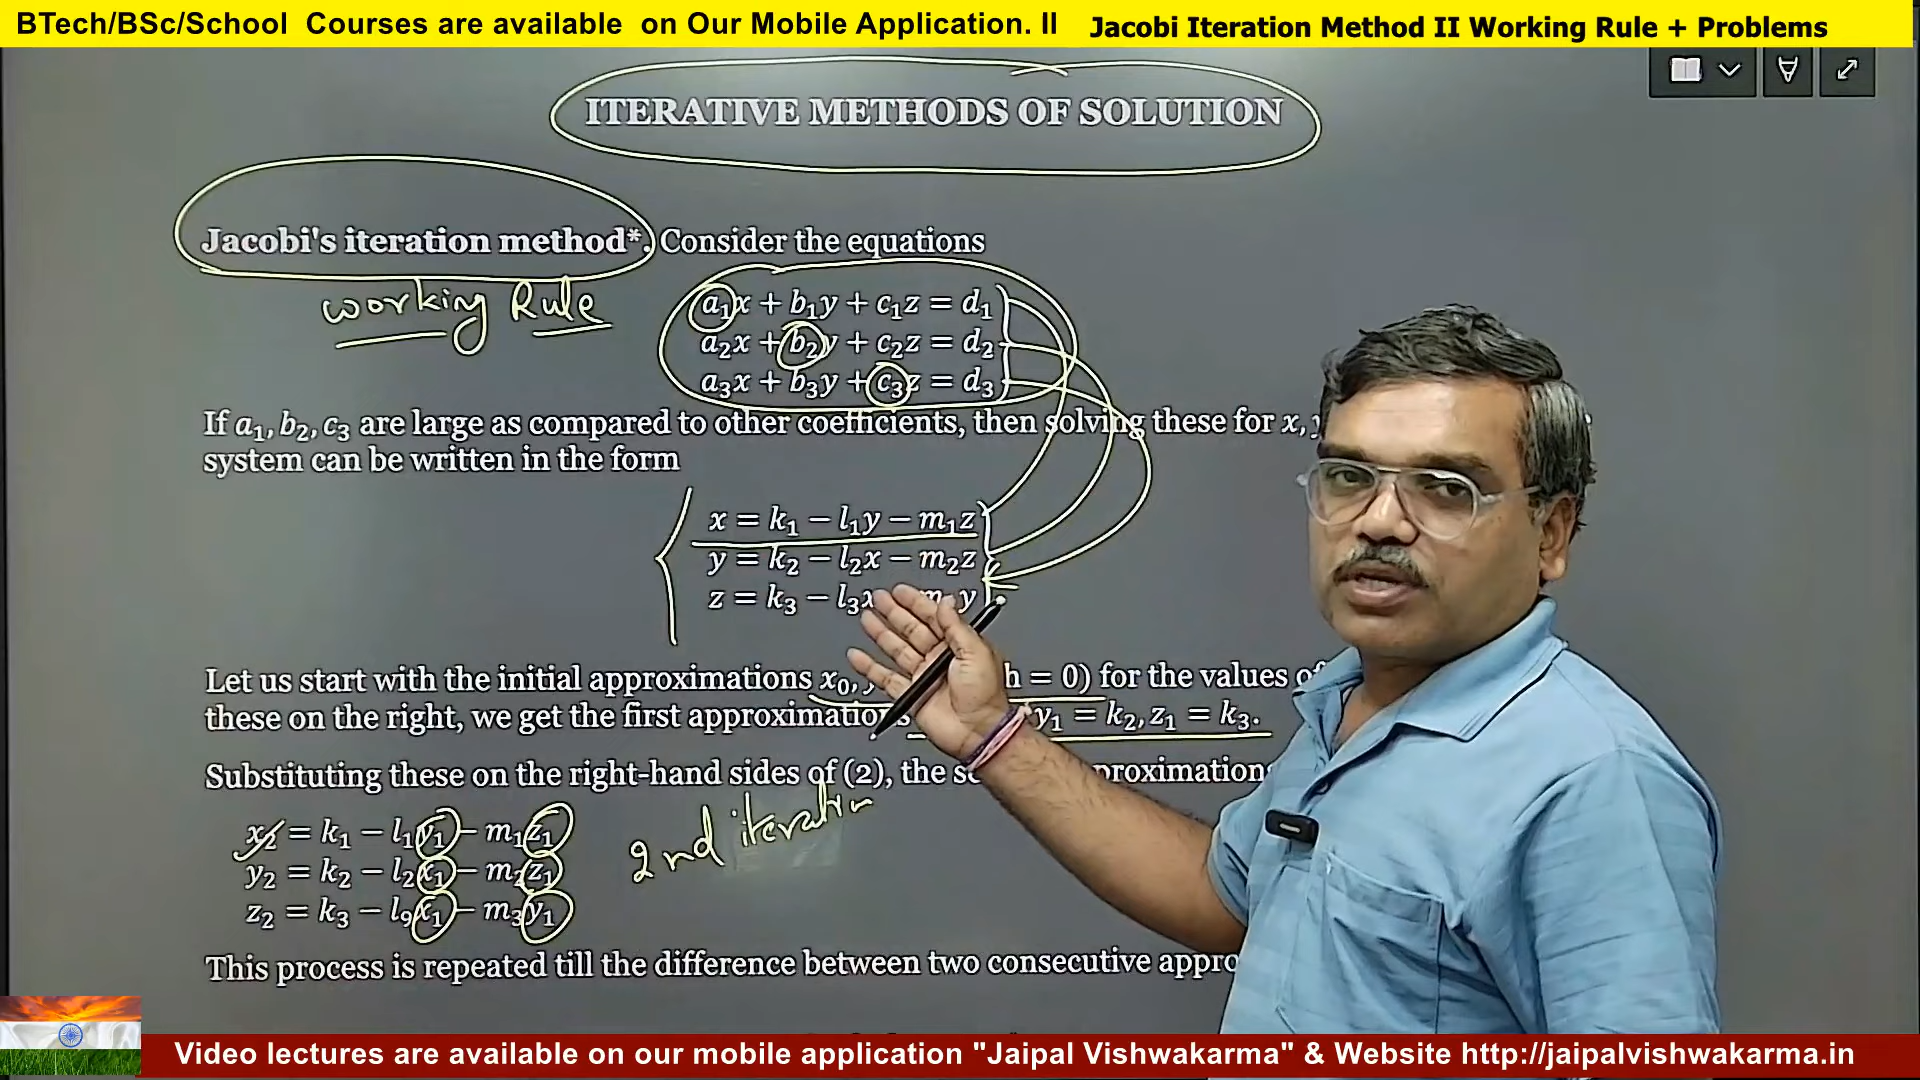 BTech/BSc/School Courses are available on Our Mobile Application. II Jacobi Iteration Method II Working Rule + Problems
ITERATIVE METHODS OF SOLUTION
Jacobi's iteration method*. Consider the equations
working Rule
a₁x + b₁y + c₁z = d₁
a₂x + b₂y + c₂z = d₂
a₃x + b₃y + c₃z = d₃
If a₁, b₂, c₃ are large as compared to other coefficients, then solving these for x,
system can be written in the form
x = k₁ − l₁y − m₁z
y = k₂ − l₂x − m₂z
z = k₃ − l₃x m y
Let us start with the initial approximations x₀, = 0) for the values of
these on the right, we get the first approximations y₁ = k₂, z₁ = k₃.
Substituting these on the right-hand sides of (2), the
x₂ = k₁ − l₁y₁ − m₁z₁
y₂ = k₂ − l₂x₁ − m₂z₁
z₂ = k₃ − l₉x₁ − m₃y₁
2nd iteration
This process is repeated till the difference between two consecutive
Video lectures are available on our mobile application "Jaipal Vishwakarma" & Website http://jaipalvishwakarma.in